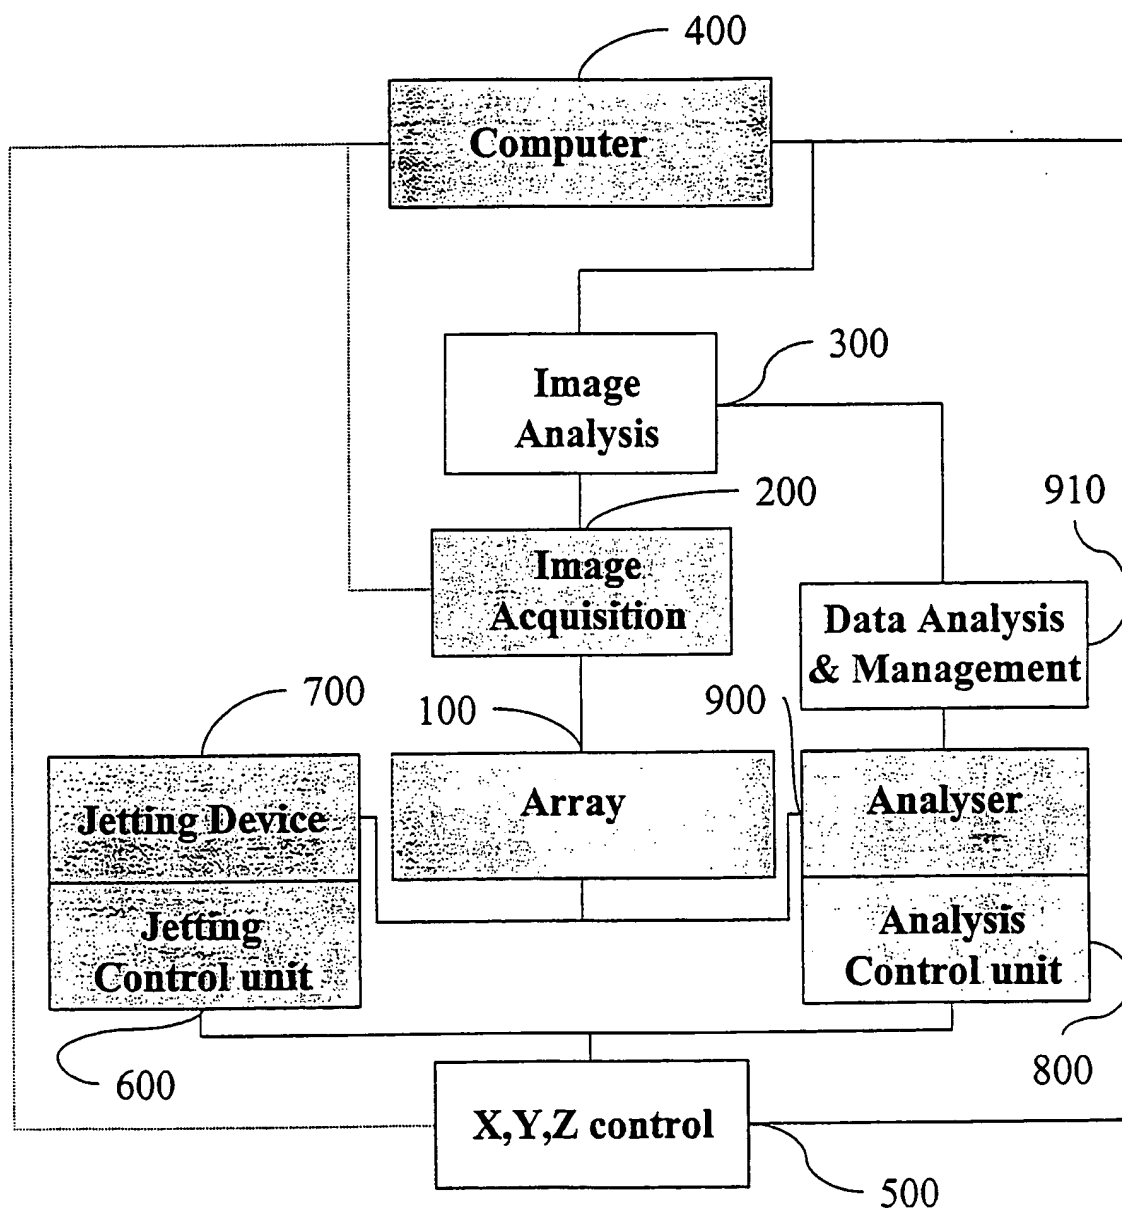 400
Computer
300
Image
Analysis
200
910
Image
Acquisition
Data Analysis
& Management
700
100
900
Jetting Device
Array
Analyser
Jetting
Control unit
Analysis
Control unit
600
800
X,Y,Z control
500